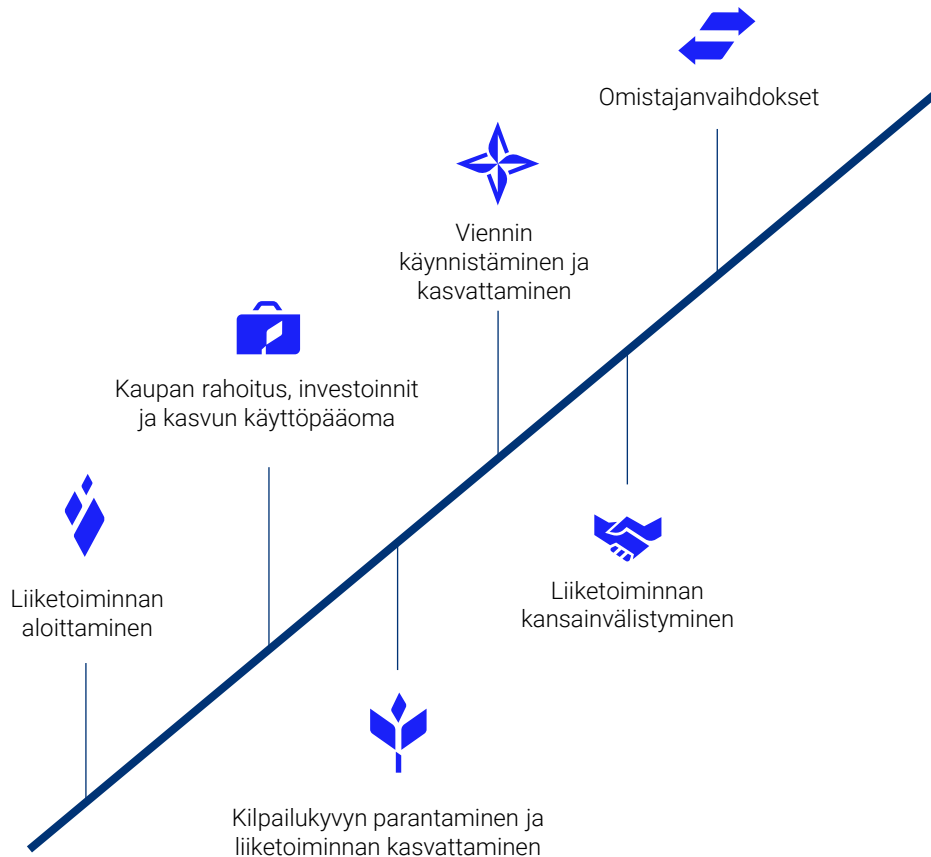 Omistajanvaihdokset
Viennin
käynnistäminen ja
kasvattaminen
Kaupan rahoitus, investoinnit
ja kasvun käyttöpääoma
Liiketoiminnan
aloittaminen
Liiketoiminnan
kansainvälistyminen
Kilpailukyvyn parantaminen ja
liiketoiminnan kasvattaminen